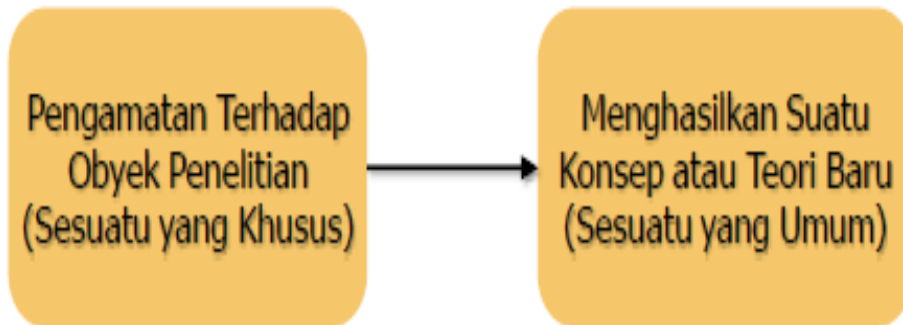 Pengamatan Terhadap
Obyek Penelitian
(Sesuatu yang Khusus)
Menghasilkan Suatu
Konsep atau Teori Baru
(Sesuatu yang Umum)